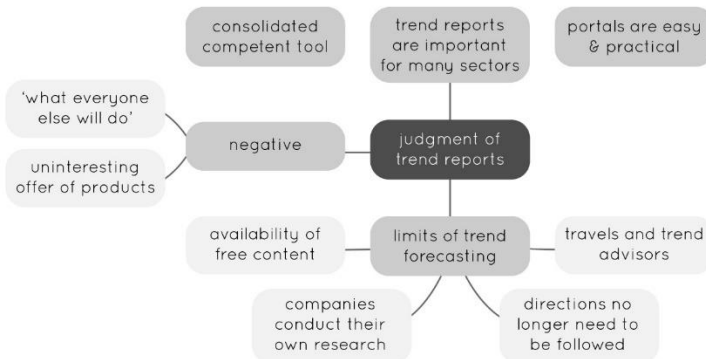 consolidated
competent tool
trend reports
are important
for many sectors
portals are easy
& practical
'what everyone
else will do'
uninteresting
offer of products
negative
judgment of
trend reports
availability of
free content
limits of trend
forecasting
travels and trend
advisors
companies
conduct their
own research
directions no
longer need to
be followed